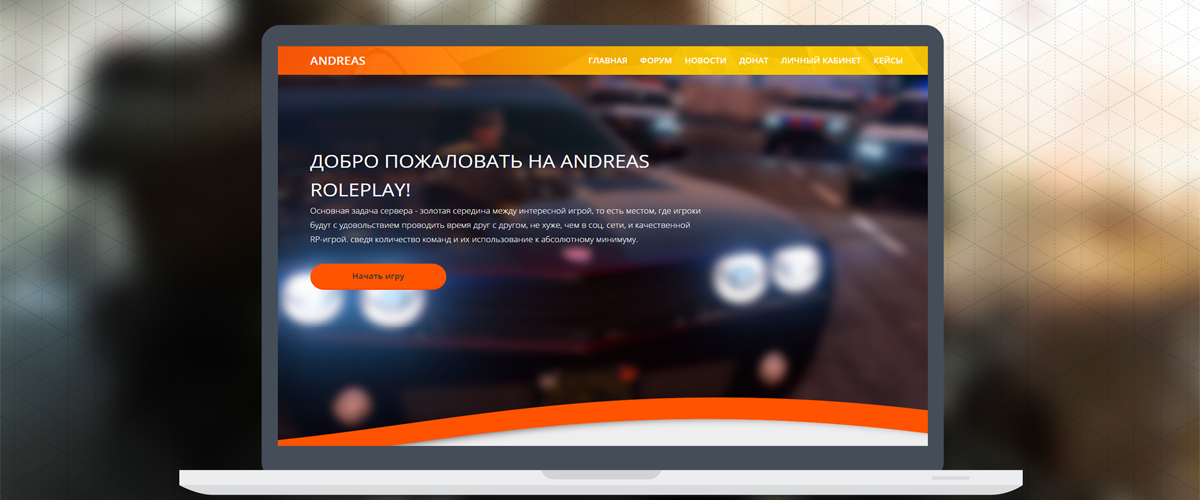 ANDREAS ГЛАВНАЯ ФОРУМ НОВОСТИ ДОНАТ ЛИЧНЫЙ КАБИНЕТ КЕЙСЫ
ДОБРО ПОЖАЛОВАТЬ НА ANDREAS
ROLEPLAY!
Основная задача сервера - золотая середина между интересной игрой, то есть местом, где игроки
будут с удовольствием проводить время друг с другом, не хуже, чем в соц. сети, и качественной
RP-игрой. сведя количество команд и их использование к абсолютному минимуму.
Начать игру